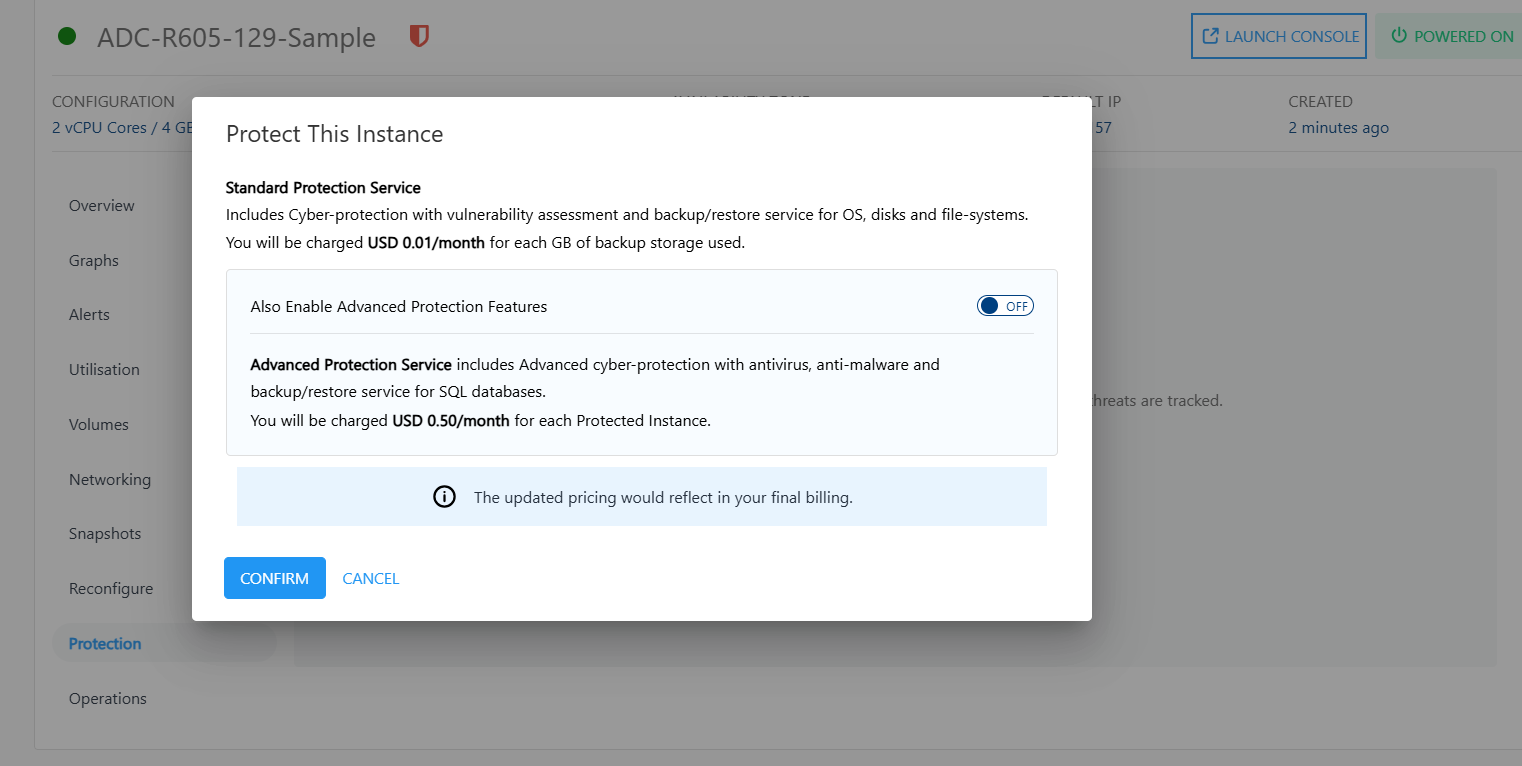 ADC-R605-129-Sample
LAUNCH CONSOLE
POWERED ON
CONFIGURATION
IP
CREATED
2 vCPU Cores / 4
57
2 minutes ago
Protect This Instance
Standard Protection Service
Includes Cyber-protection with vulnerability assessment and backup/restore service for OS, disks and file-systems.
You will be charged USD 0.01/month for each GB of backup storage used.
Also Enable Advanced Protection Features
OFF
Advanced Protection Service includes Advanced cyber-protection with antivirus, anti-malware and
backup/restore service for SQL databases.
You will be charged USD 0.50/month for each Protected Instance.
The updated pricing would reflect in your final billing.
CONFIRM
CANCEL
Overview
Graphs
Alerts
Utilisation
Volumes
Networking
Snapshots
Reconfigure
Protection
Operations
threats are tracked.